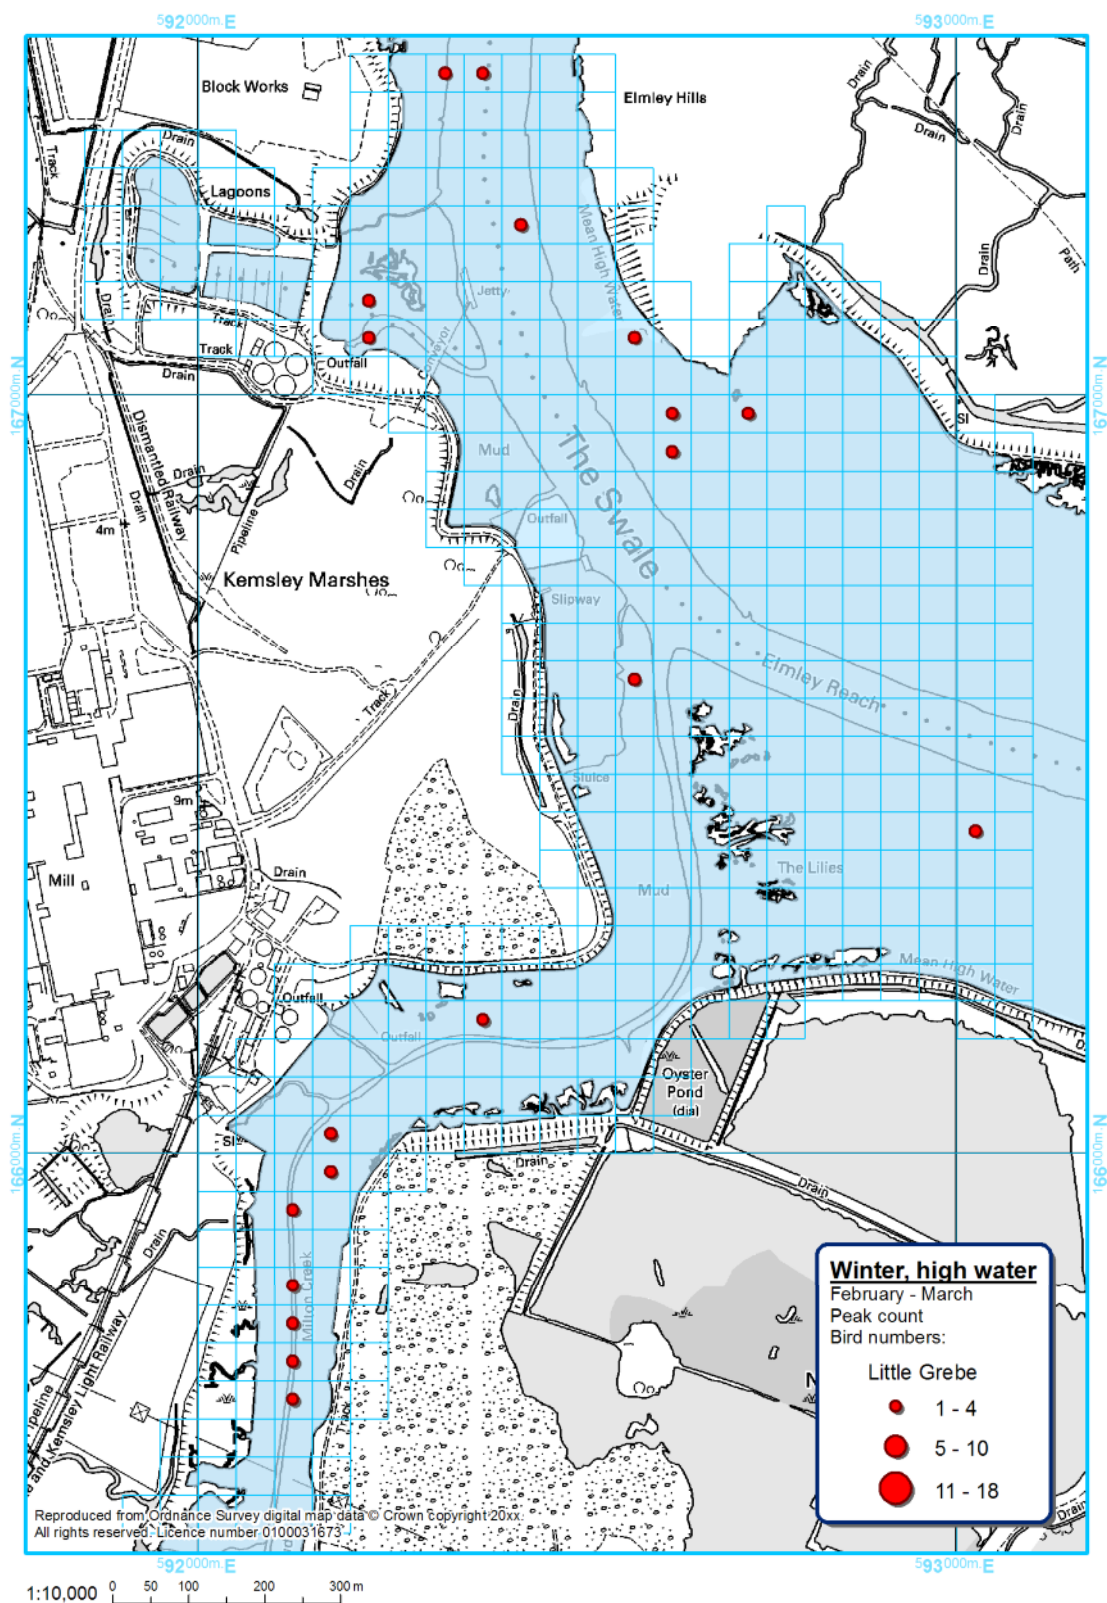 592000m.E
593000m.E
Block Works
Elmley Hills
Drain
Drain
Drain
Track
Drain
Lagoons
Mean High Water
Drain
Path
Jetty
Drain
Track
Track
Outfall
Conveyor
Drain
167000m.N
167000m.N
Sl
Dismantled Railway
The Swale
Mud
Drain
Drain
Drain
Pipeline
4m
Outfall
Kemsley Marshes
Slipway
Elmley Reach
Track
Drain
Sluice
9m
Mill
Drain
The Lilies
Mud
Mean High Water
Outfall
Outfall
Oyster
Pond
(dis)
166000m.N
166000m.N
Sl
Drain
Drain
Drain
Milton Creek
and Kemsley Light Railway
Pipeline
Track
Winter, high water
February - March
Peak count
Bird numbers:
Little Grebe
1 - 4
5 - 10
11 - 18
Drain
Reproduced from Ordnance Survey digital map data © Crown copyright 20xx.
All rights reserved. Licence number 0100031673
592000m.E
593000m.E
1:10,000
0 50 100 200 300 m